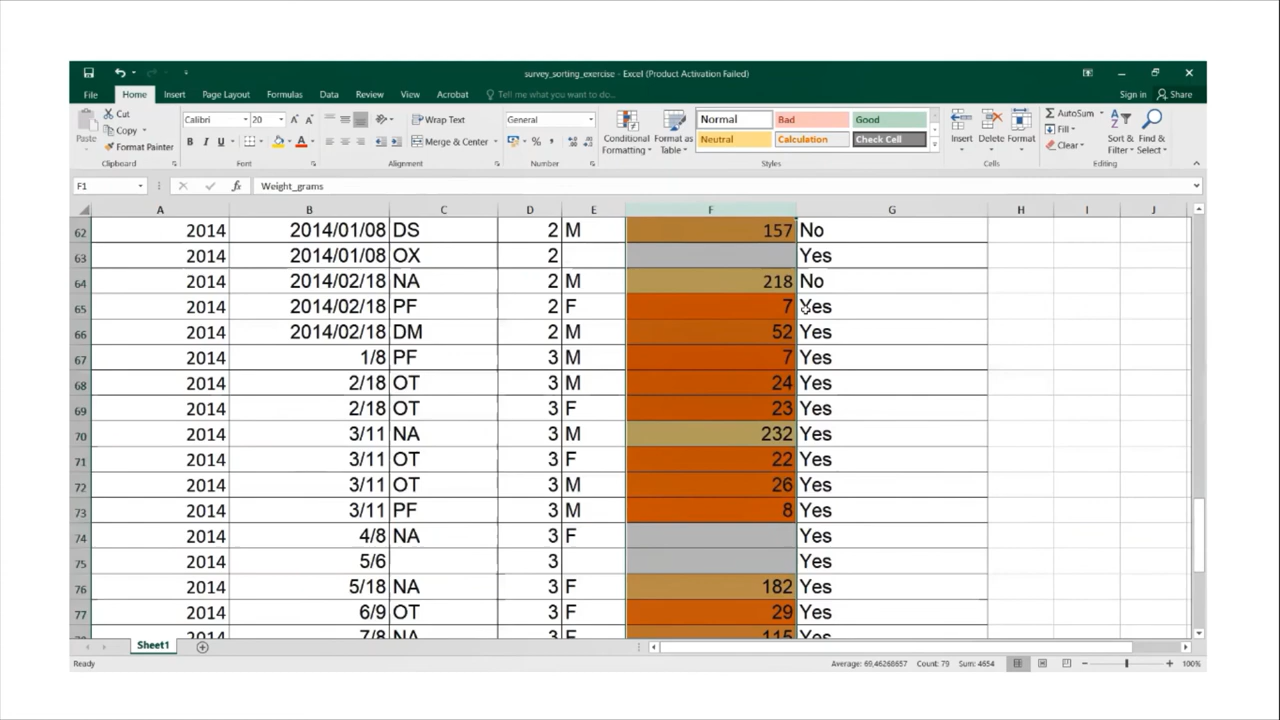 survey_sorting_exercise - Excel (Product Activation Failed)
File Home Insert Page Layout Formulas Data Review View Acrobat Tell me what you want to do... Sign in Share
Paste Cut Copy Format Painter Clipboard
Calibri 20 A A B I U A Font
Wrap Text Merge & Center Alignment
General % Number
Conditional Formatting Format as Table Normal Bad Good Neutral Calculation Check Cell Styles
Insert Delete Format Cells
AutoSum Fill Clear Sort & Filter Find & Select Editing
F1 fx Weight_grams
A B C D E F G H I J
62 2014 2014/01/08 DS 2 M 157 No
63 2014 2014/01/08 OX 2 Yes
64 2014 2014/02/18 NA 2 M 218 No
65 2014 2014/02/18 PF 2 F 7 Yes
66 2014 2014/02/18 DM 2 M 52 Yes
67 2014 1/8 PF 3 M 7 Yes
68 2014 2/18 OT 3 M 24 Yes
69 2014 2/18 OT 3 F 23 Yes
70 2014 3/11 NA 3 M 232 Yes
71 2014 3/11 OT 3 F 22 Yes
72 2014 3/11 OT 3 M 26 Yes
73 2014 3/11 PF 3 M 8 Yes
74 2014 4/8 NA 3 F Yes
75 2014 5/6 3 Yes
76 2014 5/18 NA 3 F 182 Yes
77 2014 6/9 OT 3 F 29 Yes
2014 7/8 NA 3 F 115 Yes
Sheet1
Ready Average: 69,46268657 Count: 79 Sum: 4654 100%